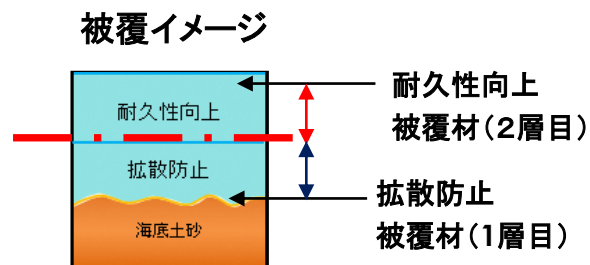 被覆イメージ
耐久性向上
拡散防止
海底土砂
耐久性向上
被覆材（2層目）
拡散防止
被覆材（1層目）